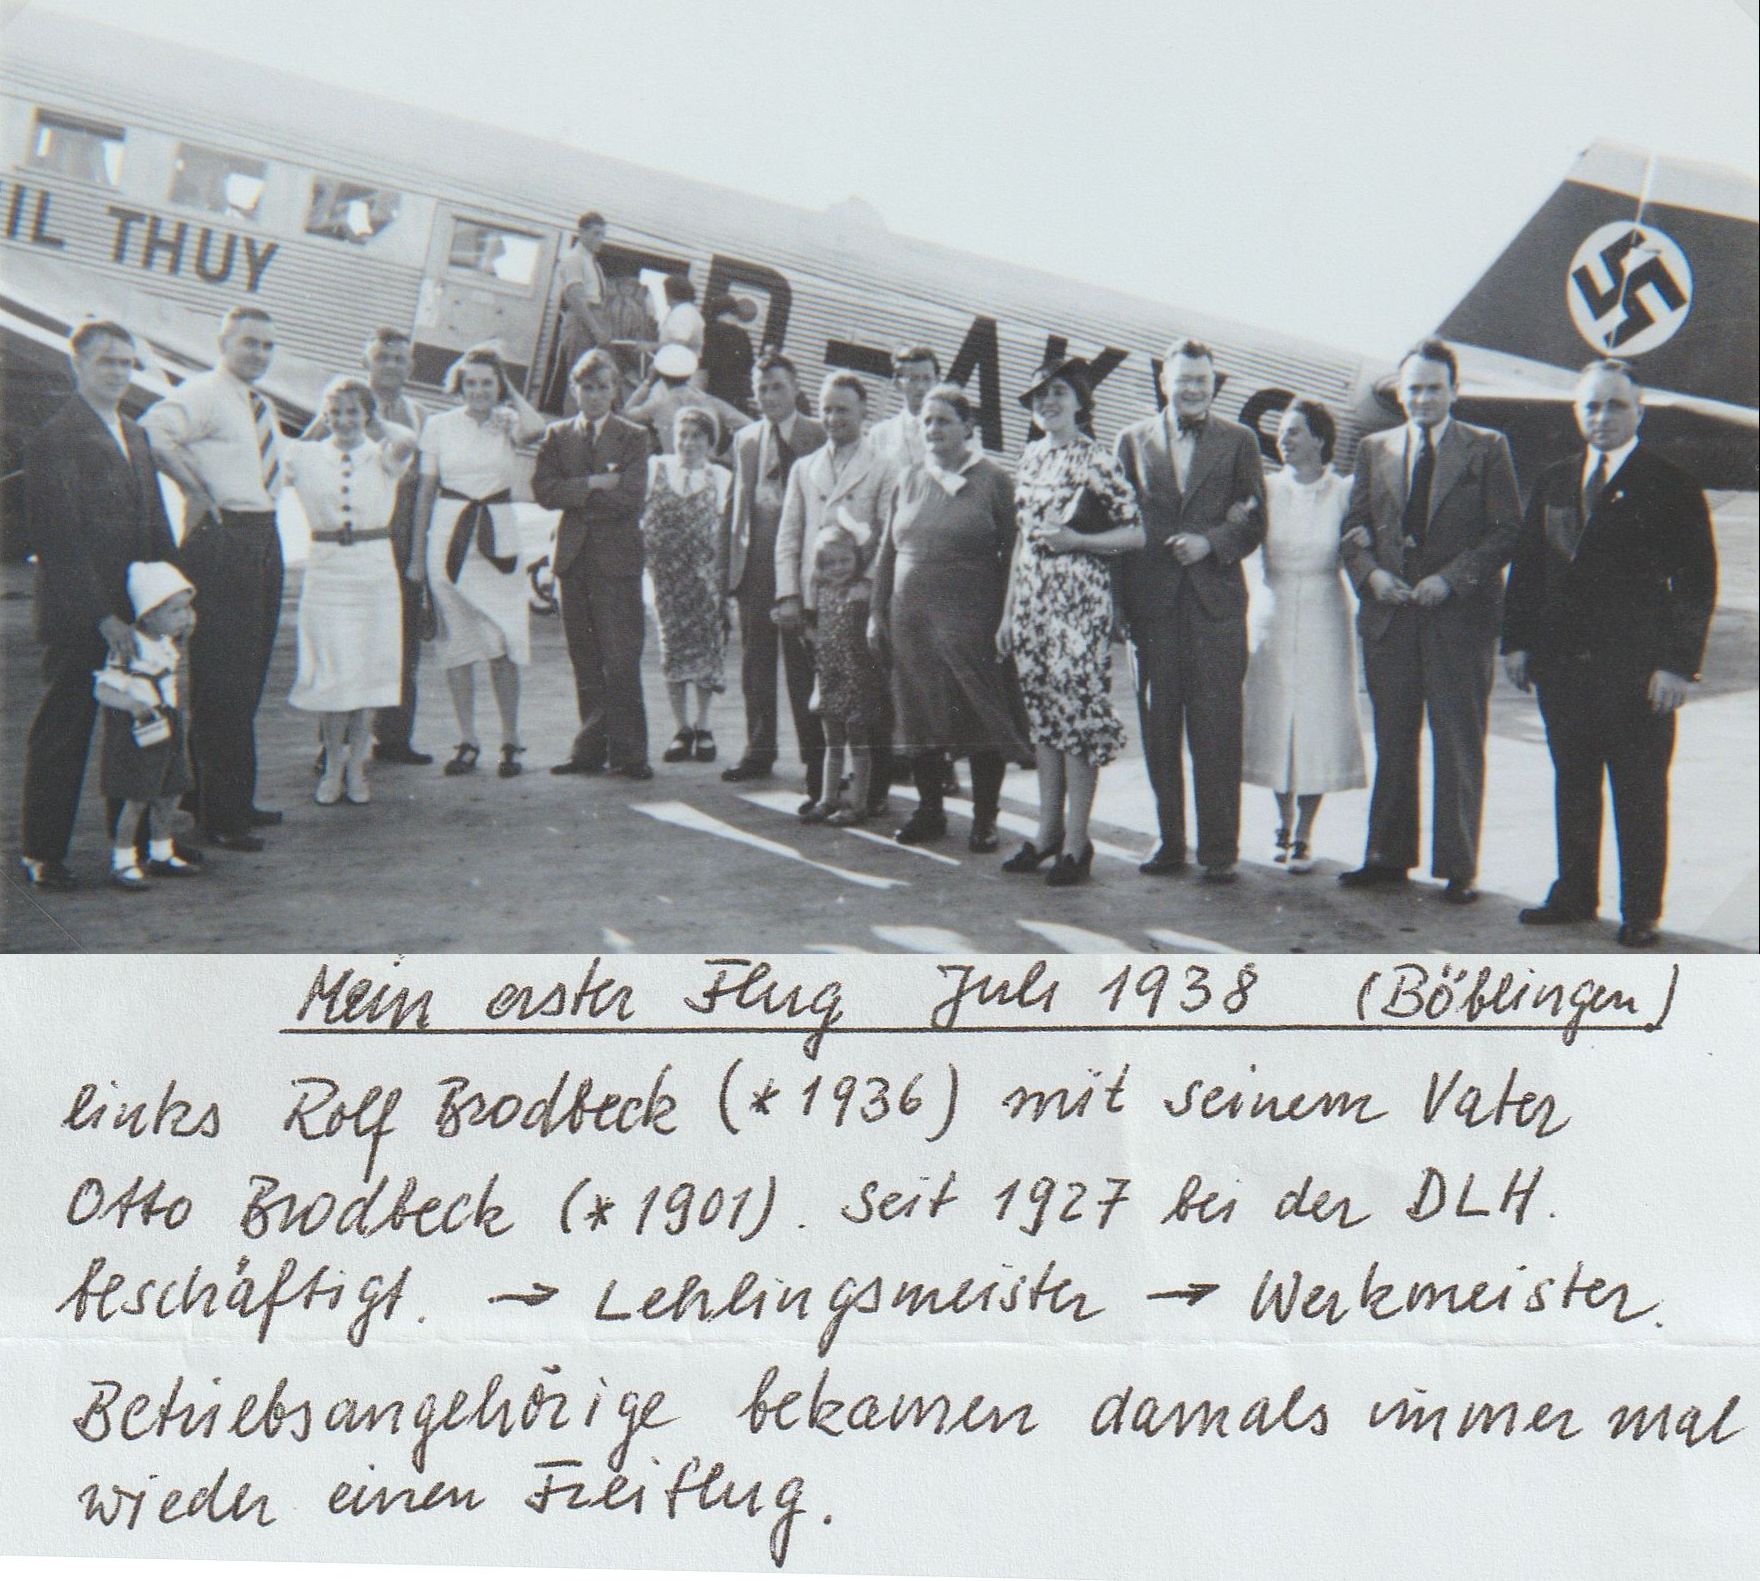 IL THUY
D-AKY
Mein erster Flug Juli 1938 (Böblingen)
links Rolf Brodbeck (* 1936) mit seinem Vater
Otto Brodbeck (* 1901). Seit 1927 bei der DLH.
beschäftigt. → Lehrlingsmeister → Werkmeister.
Betriebsangehörige bekamen damals immer mal
wieder einen Freiflug.